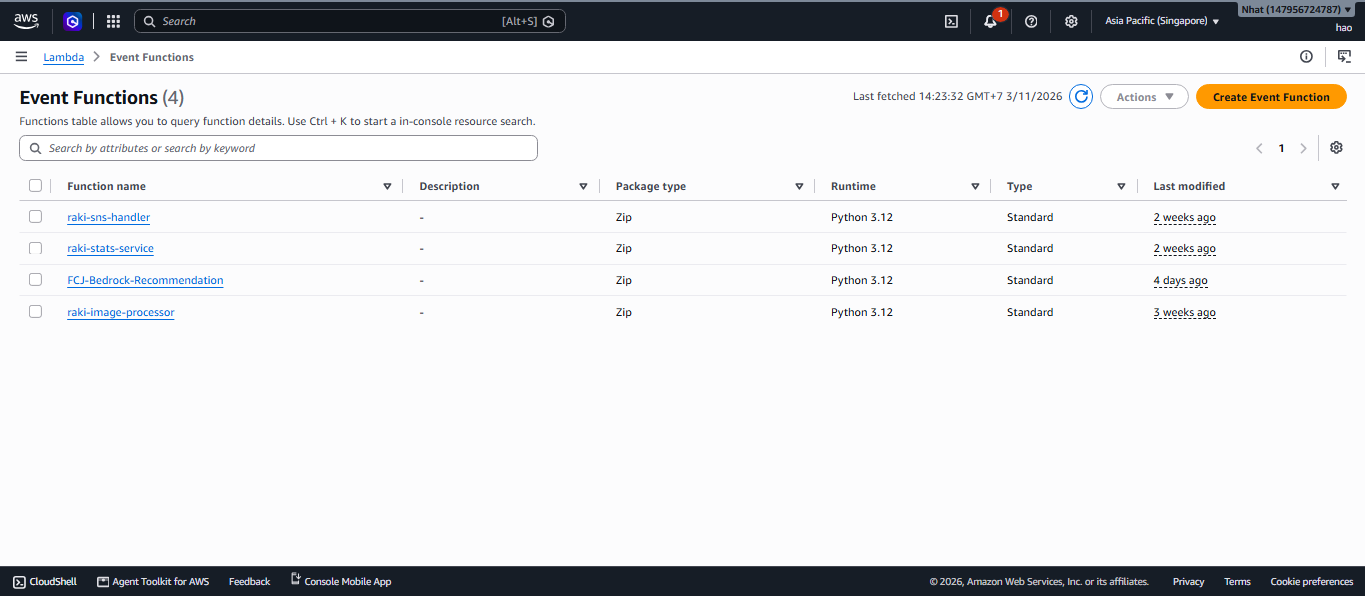 aws
Search [Alt+S]
1
Asia Pacific (Singapore)
Nhat (147956724787)
hao
Lambda Event Functions
Event Functions (4)
Last fetched 14:23:32 GMT+7 3/11/2026
Actions
Create Event Function
Functions table allows you to query function details. Use Ctrl + K to start a in-console resource search.
Search by attributes or search by keyword
1
Function name Description Package type Runtime Type Last modified
raki-sns-handler - Zip Python 3.12 Standard 2 weeks ago
raki-stats-service - Zip Python 3.12 Standard 2 weeks ago
FCJ-Bedrock-Recommendation - Zip Python 3.12 Standard 4 days ago
raki-image-processor - Zip Python 3.12 Standard 3 weeks ago
CloudShell Agent Toolkit for AWS Feedback Console Mobile App © 2026, Amazon Web Services, Inc. or its affiliates. Privacy Terms Cookie preferences